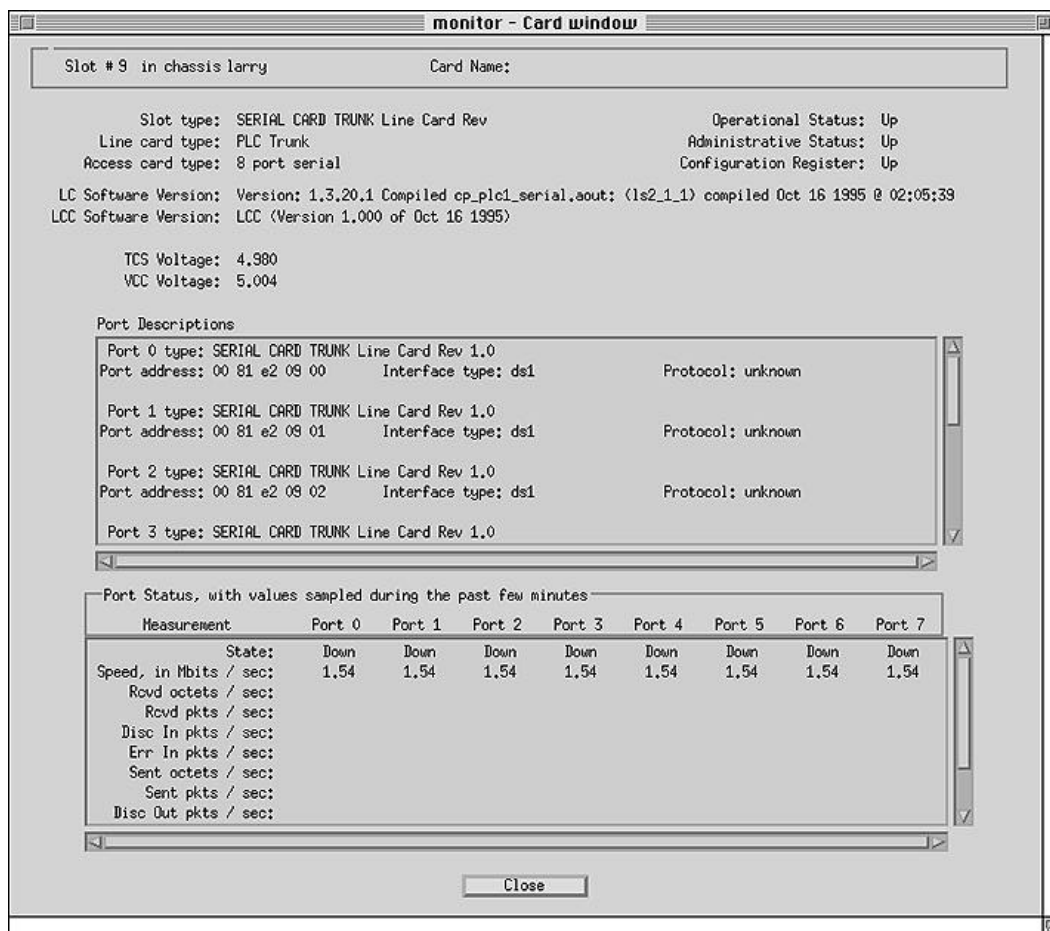 monitor - Card window
Slot # 9 in chassis larry Card Name:
Slot type: SERIAL CARD TRUNK Line Card Rev Operational Status: Up
Line card type: PLC Trunk Administrative Status: Up
Access card type: 8 port serial Configuration Register: Up
LC Software Version: Version: 1.3.20.1 Compiled cp_plc1_serial.aout: (ls2_1_1) compiled Oct 16 1995 @ 02:05:39
LCC Software Version: LCC (Version 1.000 of Oct 16 1995)
TCS Voltage: 4.980
VCC Voltage: 5.004
Port Descriptions
Port 0 type: SERIAL CARD TRUNK Line Card Rev 1.0
Port address: 00 81 e2 09 00 Interface type: ds1 Protocol: unknown
Port 1 type: SERIAL CARD TRUNK Line Card Rev 1.0
Port address: 00 81 e2 09 01 Interface type: ds1 Protocol: unknown
Port 2 type: SERIAL CARD TRUNK Line Card Rev 1.0
Port address: 00 81 e2 09 02 Interface type: ds1 Protocol: unknown
Port 3 type: SERIAL CARD TRUNK Line Card Rev 1.0
Port Status, with values sampled during the past few minutes
Measurement Port 0 Port 1 Port 2 Port 3 Port 4 Port 5 Port 6 Port 7
State: Down Down Down Down Down Down Down Down
Speed, in Mbits / sec: 1.54 1.54 1.54 1.54 1.54 1.54 1.54 1.54
Rcvd octets / sec:
Rcvd pkts / sec:
Disc In pkts / sec:
Err In pkts / sec:
Sent octets / sec:
Sent pkts / sec:
Disc Out pkts / sec:
Close